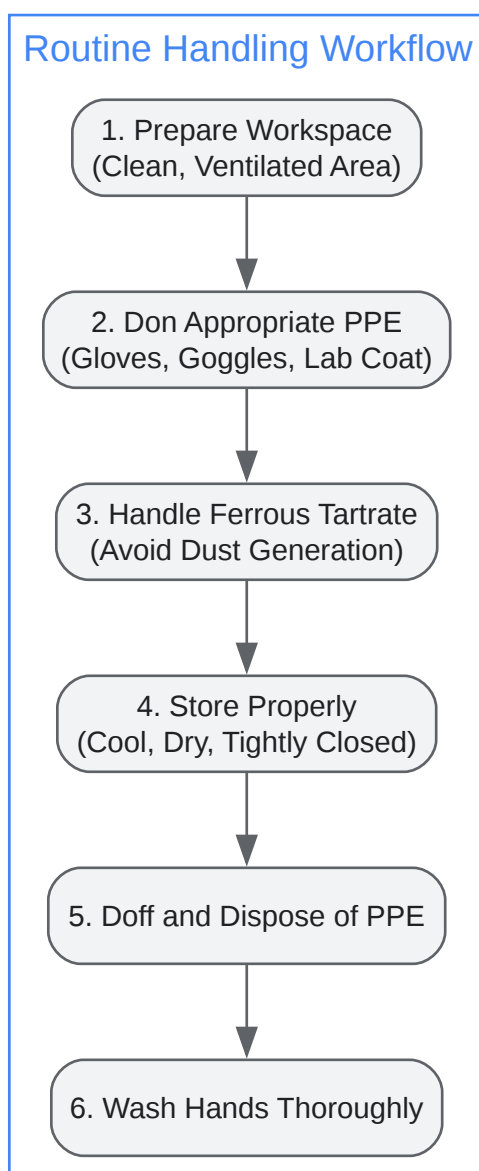 Routine Handling Workflow
1. Prepare Workspace
(Clean, Ventilated Area)
2. Don Appropriate PPE
(Gloves, Goggles, Lab Coat)
3. Handle Ferrous Tartrate
(Avoid Dust Generation)
4. Store Properly
(Cool, Dry, Tightly Closed)
5. Doff and Dispose of PPE
6. Wash Hands Thoroughly